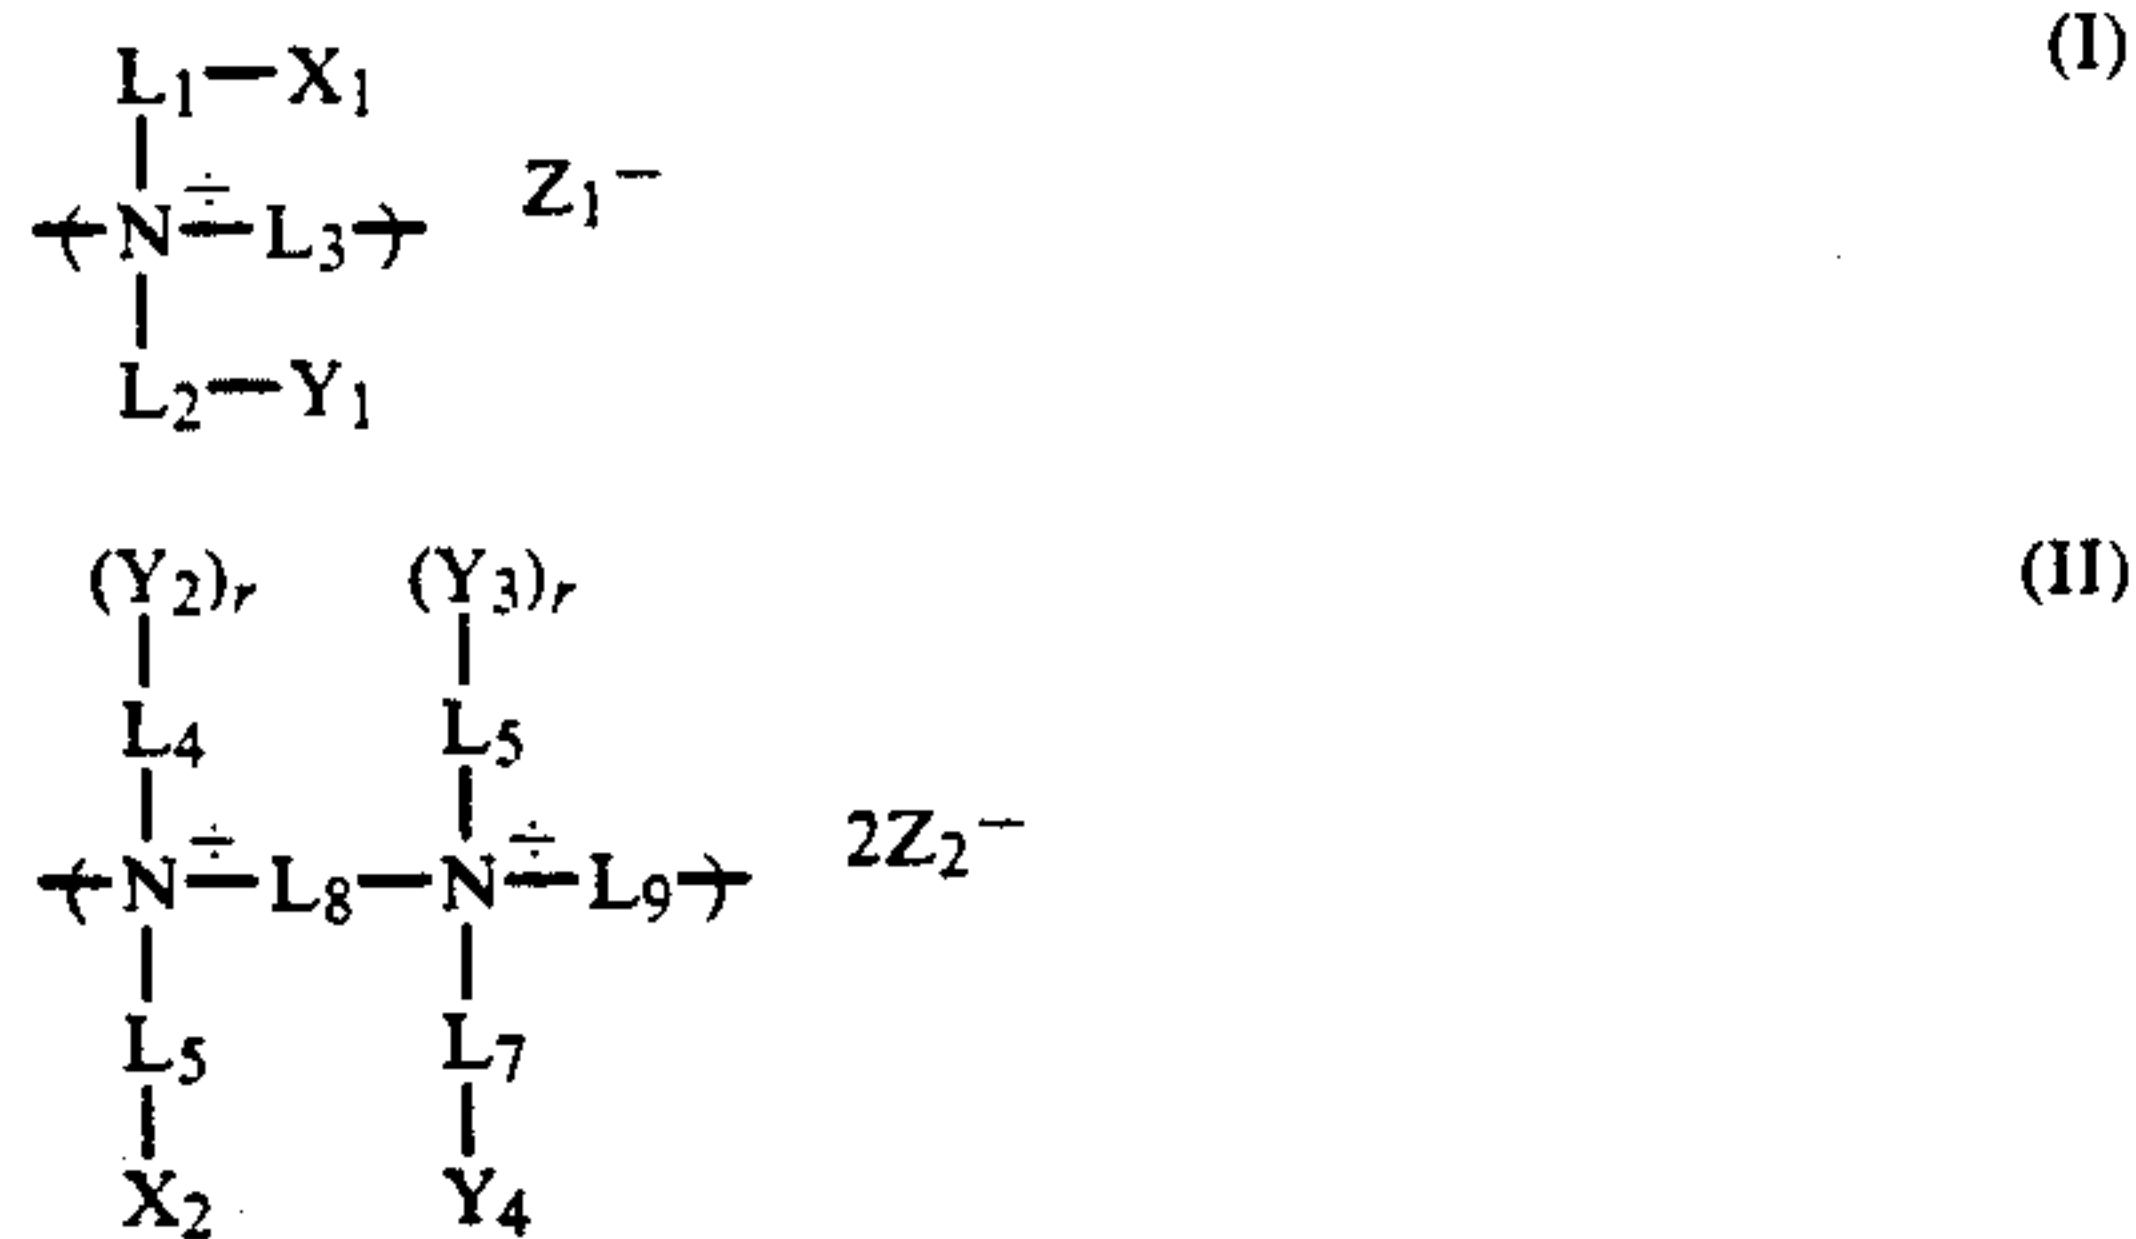 (I)
L₁—X₁
(N÷L₃) Z₁⁻
L₂—Y₁
(II)
(Y₂)ᵣ (Y₃)ᵣ
L₄ L₅
(N÷L₈—N÷L₉) 2Z₂⁻
L₅ L₇
X₂ Y₄